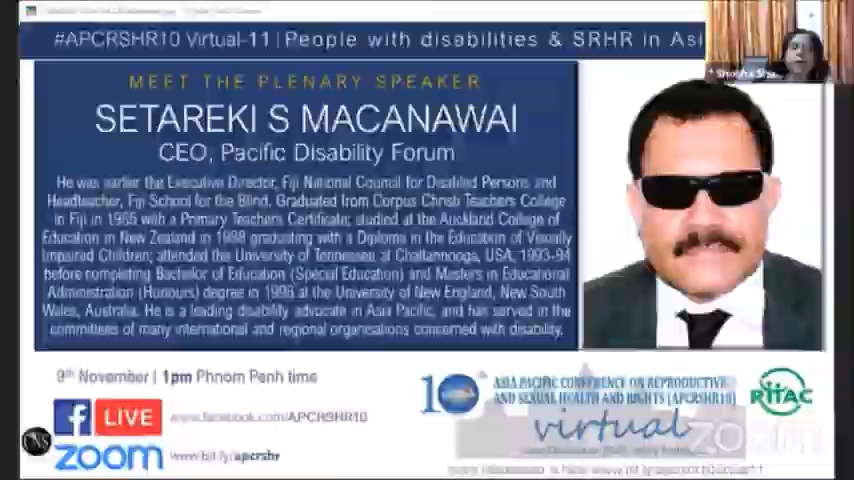 #APCRSHR10 Virtual-11 | People with disabilities & SRHR in Asi
MEET THE PLENARY SPEAKER
SETAREKI S MACANAWAI
CEO, Pacific Disability Forum
He was earlier the Executive Director, Fiji National Council for Disabled Persons and
Headteacher, Fiji School for the Blind. Graduated from Corpus Christi Teachers College
in Fiji in 1985 with a Primary Teachers Certificate; studied at the Auckland College of
Education in New Zealand in 1988 graduating with a Diploma in the Education of Visually
Impaired Children; attended the University of Tennessee at Chattanooga, USA, 1993-94
before completing Bachelor of Education (Special Education) and Masters in Educational
Administration (Honours) degree in 1996 at the University of New England, New South
Wales, Australia. He is a leading disability advocate in Asia Pacific, and has served in the
committees of many international and regional organisations concerned with disability.
9th November | 1pm Phnom Penh time
f LIVE www.facebook.com/APCRSHR10
CNS
zoom www.bit.ly/apcrshr
10th ASIA PACIFIC CONFERENCE ON REPRODUCTIVE
AND SEXUAL HEALTH AND RIGHTS (APCRSHR10)
virtual
RHAC
zoom